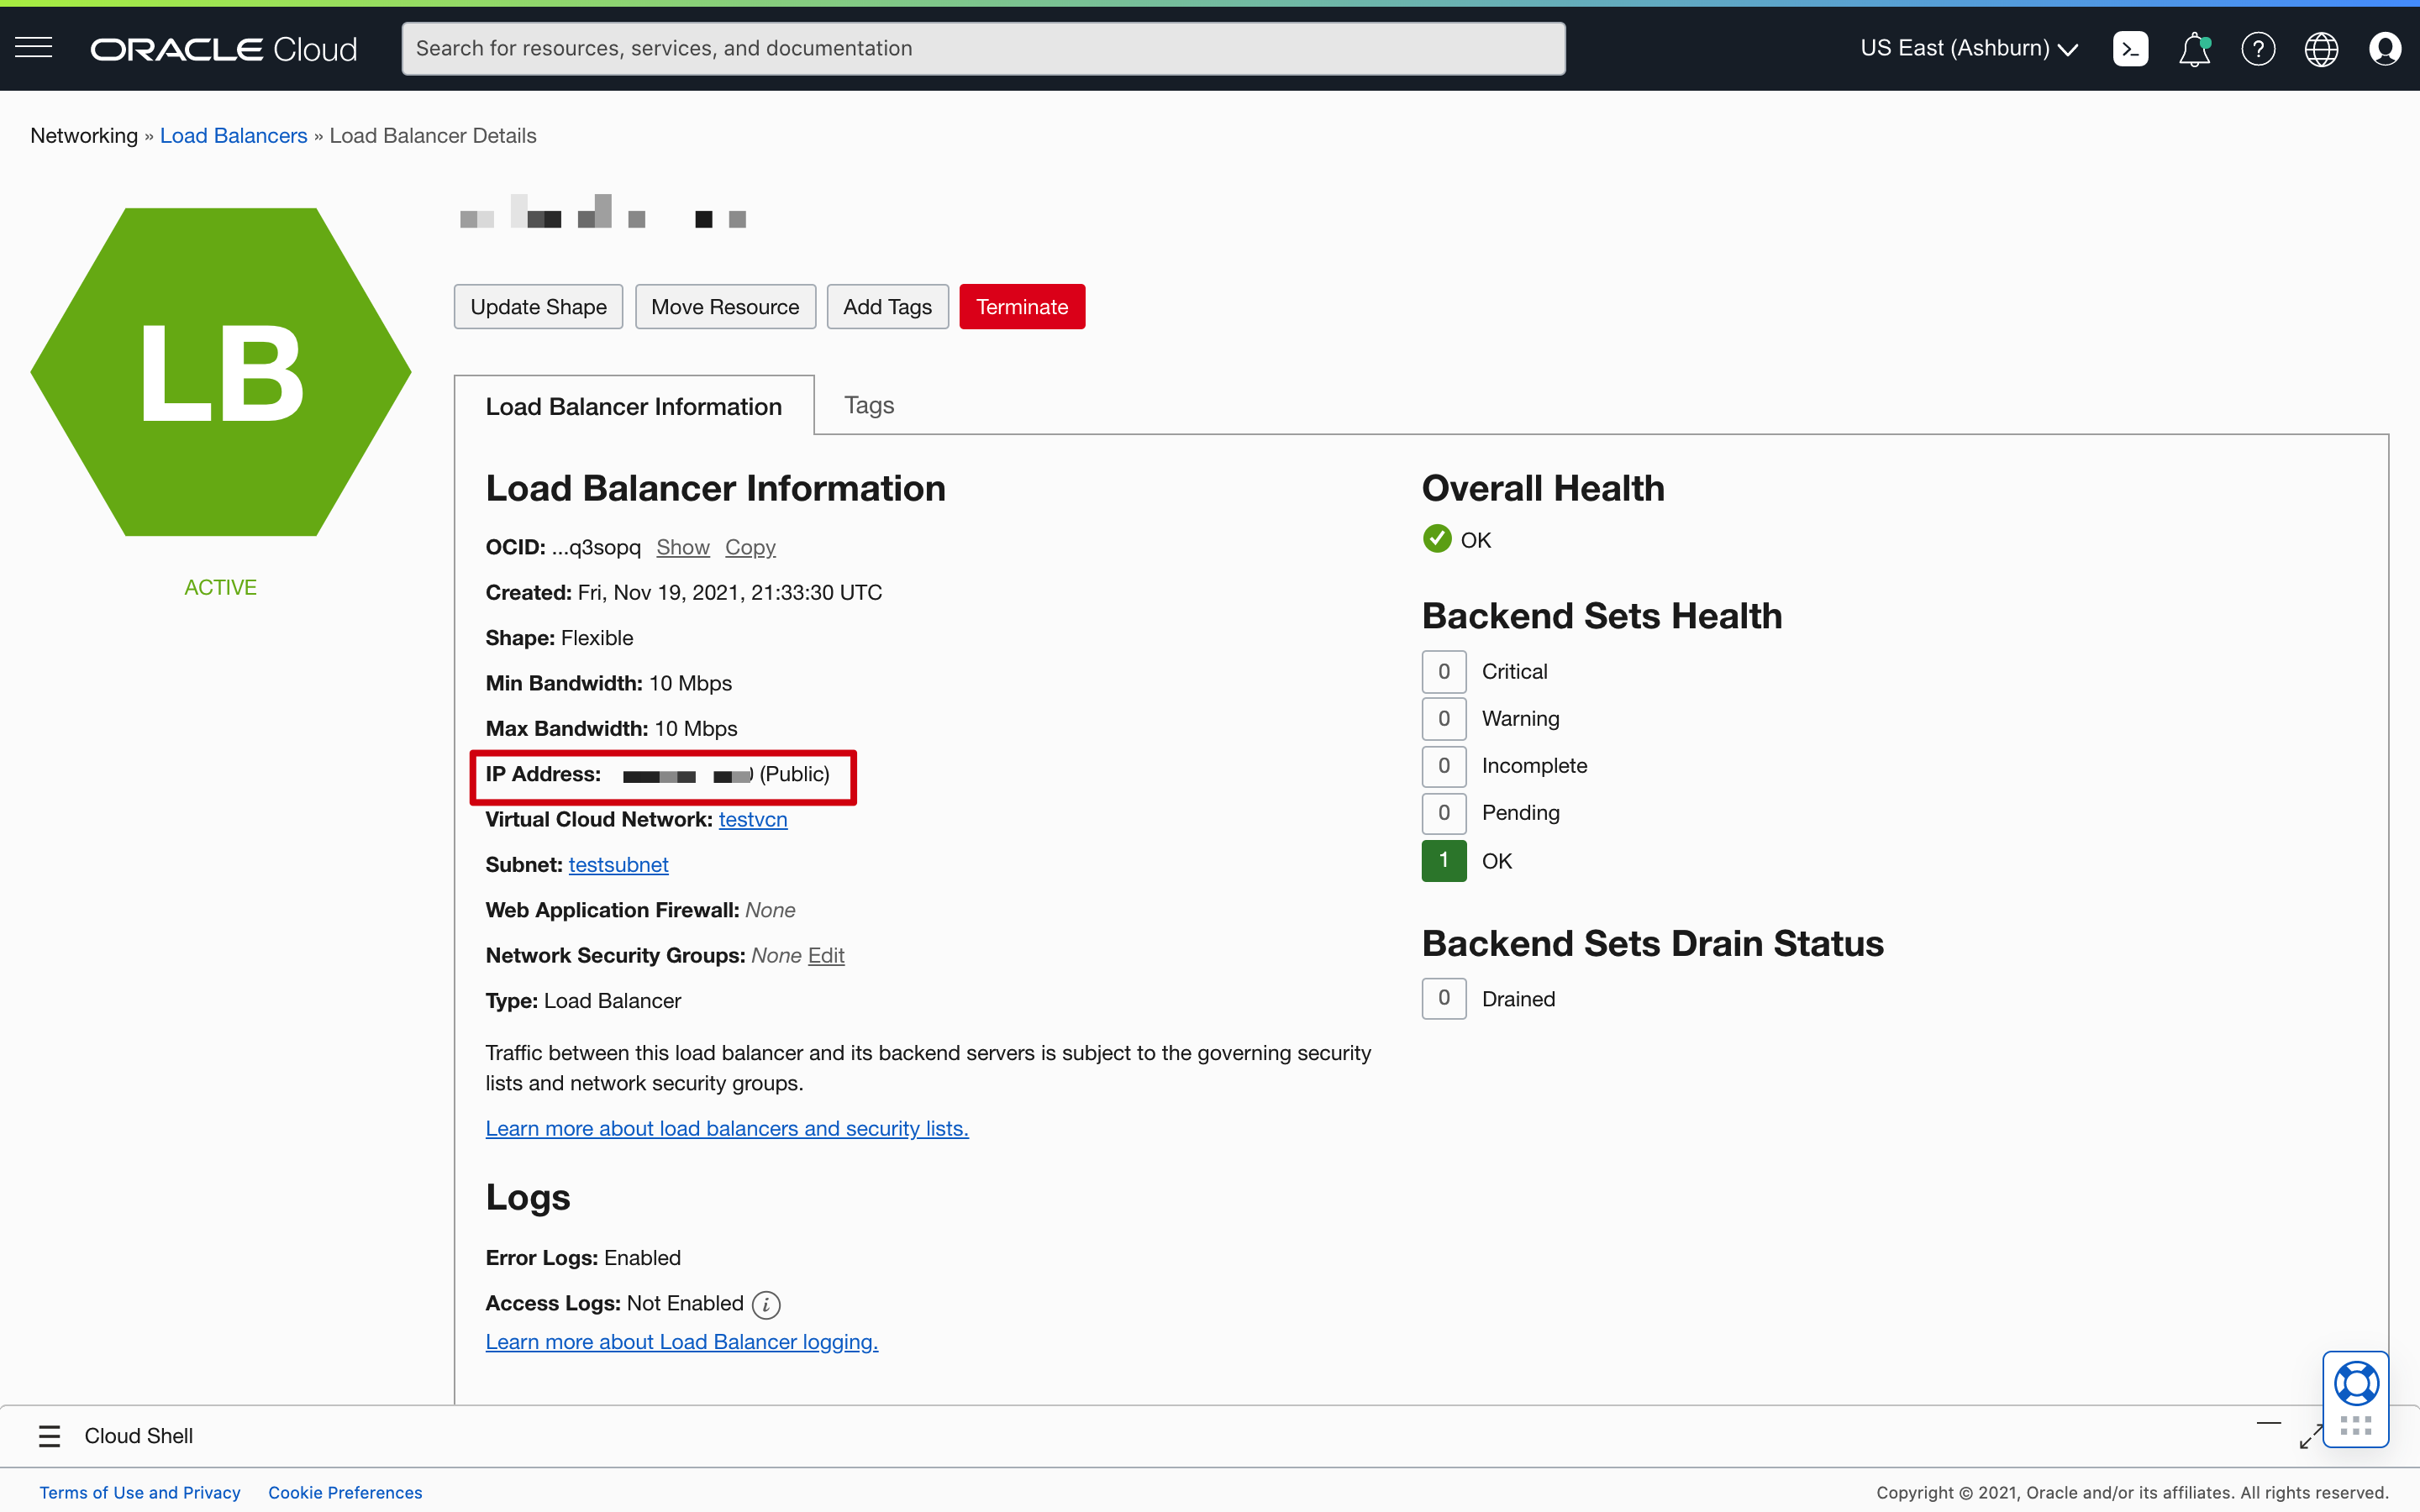 ORACLE Cloud
Search for resources, services, and documentation
US East (Ashburn)
Networking » Load Balancers » Load Balancer Details
LB
ACTIVE
Update Shape
Move Resource
Add Tags
Terminate
Load Balancer Information
Tags
Load Balancer Information
OCID: ...q3sopq Show Copy
Created: Fri, Nov 19, 2021, 21:33:30 UTC
Shape: Flexible
Min Bandwidth: 10 Mbps
Max Bandwidth: 10 Mbps
IP Address: (Public)
Virtual Cloud Network: testvcn
Subnet: testsubnet
Web Application Firewall: None
Network Security Groups: None Edit
Type: Load Balancer
Traffic between this load balancer and its backend servers is subject to the governing security
lists and network security groups.
Learn more about load balancers and security lists.
Logs
Error Logs: Enabled
Access Logs: Not Enabled i
Learn more about Load Balancer logging.
Overall Health
OK
Backend Sets Health
0 Critical
0 Warning
0 Incomplete
0 Pending
1 OK
Backend Sets Drain Status
0 Drained
Cloud Shell
Terms of Use and Privacy
Cookie Preferences
Copyright © 2021, Oracle and/or its affiliates. All rights reserved.